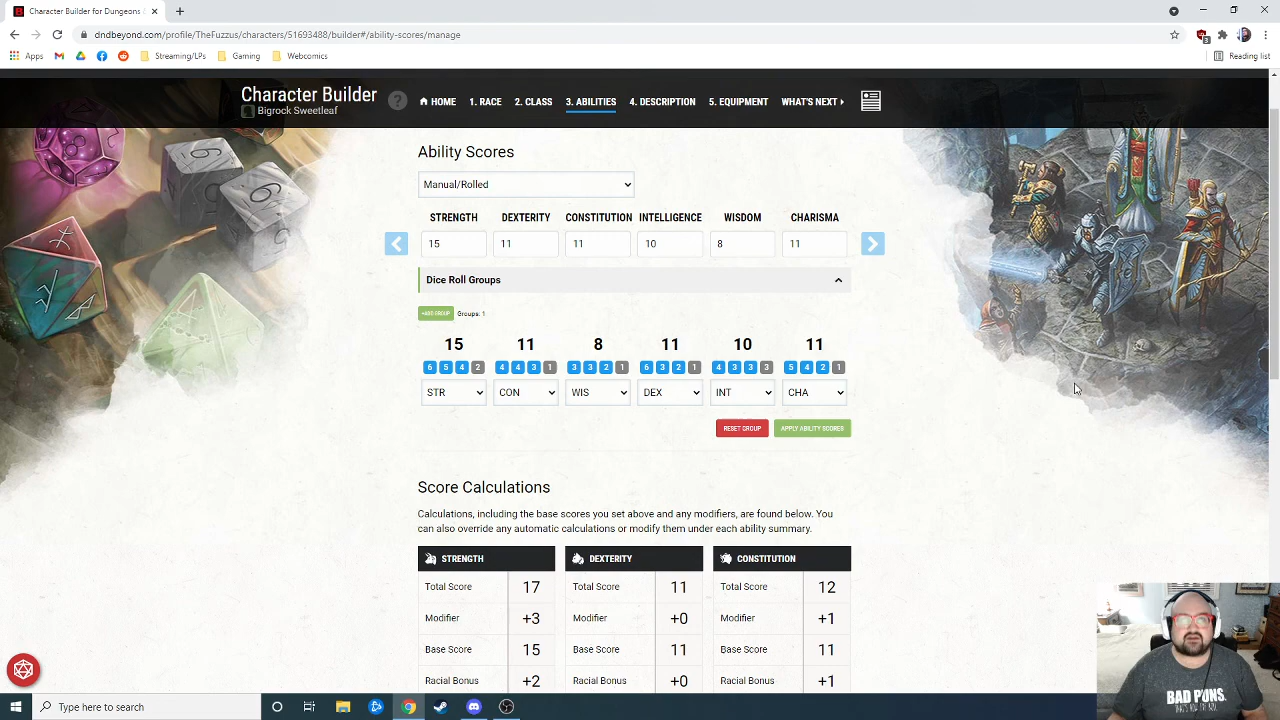 Character Builder for Dungeons &
dndbeyond.com/profile/TheFuzzus/characters/51693488/builder#/ability-scores/manage
3
Apps
Streaming/LPs
Gaming
Webcomics
Reading list
Character Builder
Bigrock Sweetleaf
?
HOME
1. RACE
2. CLASS
3. ABILITIES
4. DESCRIPTION
5. EQUIPMENT
WHAT'S NEXT
Ability Scores
Manual/Rolled
STRENGTH DEXTERITY CONSTITUTION INTELLIGENCE WISDOM CHARISMA
15 11 11 10 8 11
Dice Roll Groups
+ADD GROUP Groups: 1
15 11 8 11 10 11
6 5 4 2 4 4 3 1 3 3 2 1 6 3 2 1 4 3 3 3 5 4 2 1
STR CON WIS DEX INT CHA
RESET GROUP APPLY ABILITY SCORES
Score Calculations
Calculations, including the base scores you set above and any modifiers, are found below. You
can also override any automatic calculations or modify them under each ability summary.
STRENGTH DEXTERITY CONSTITUTION
Total Score 17 Total Score 11 Total Score 12
Modifier +3 Modifier +0 Modifier +1
Base Score 15 Base Score 11 Base Score 11
Racial Bonus +2 Racial Bonus +0 Racial Bonus +1
BAD PUNS.
Type here to search